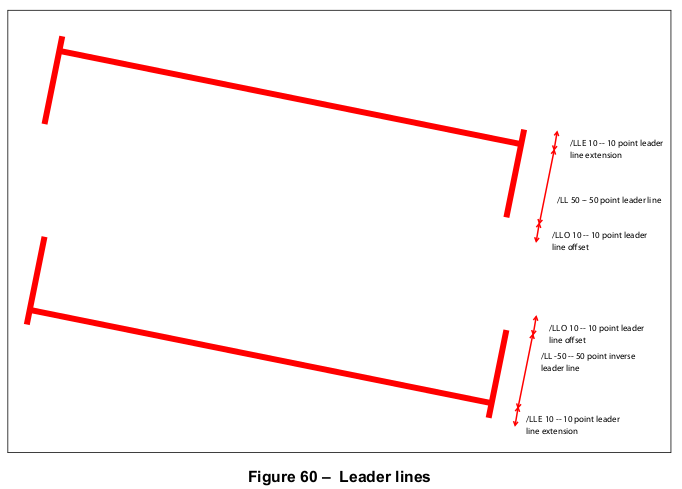 /LLE 10 -- 10 point leader
line extension
/LL 50 – 50 point leader line
/LLO 10 -- 10 point leader
line offset
/LLO 10 -- 10 point leader
line offset
/LL -50 -- 50 point inverse
leader line
/LLE 10 -- 10 point leader
line extension
Figure 60 – Leader lines